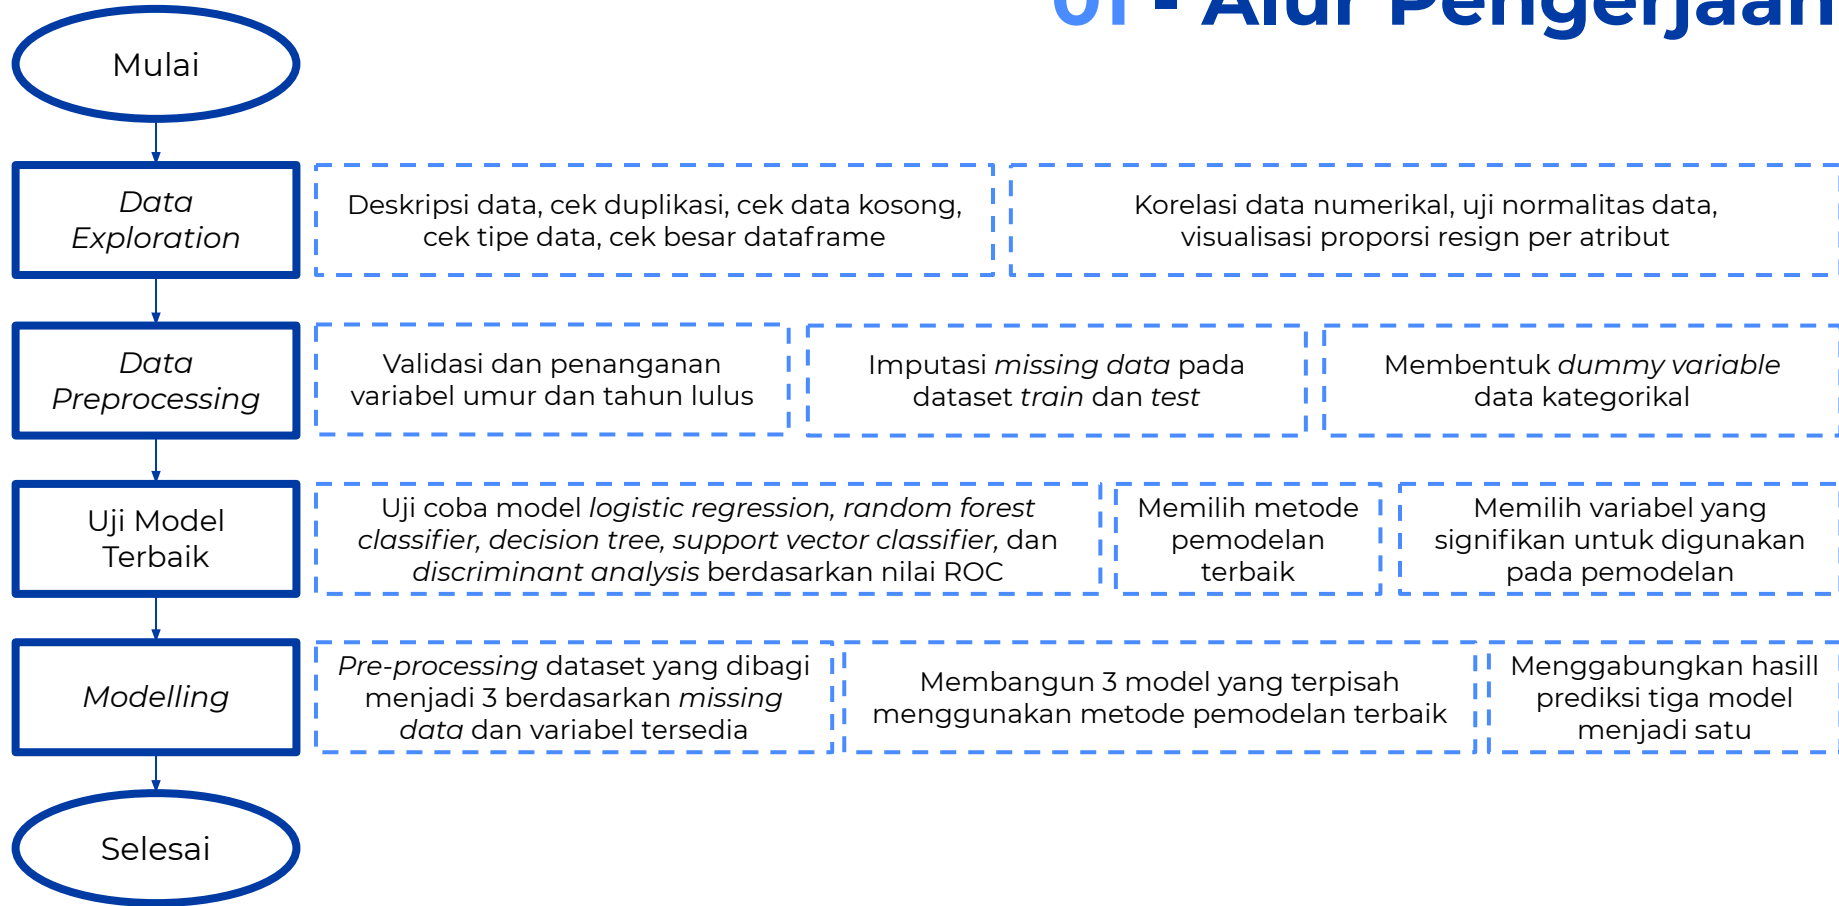 01 - Alur Pengerjaan
Mulai
Data
Exploration
Deskripsi data, cek duplikasi, cek data kosong,
cek tipe data, cek besar dataframe
Korelasi data numerikal, uji normalitas data,
visualisasi proporsi resign per atribut
Data
Preprocessing
Validasi dan penanganan
variabel umur dan tahun lulus
Imputasi missing data pada
dataset train dan test
Membentuk dummy variable
data kategorikal
Uji Model
Terbaik
Uji coba model logistic regression, random forest
classifier, decision tree, support vector classifier, dan
discriminant analysis berdasarkan nilai ROC
Memilih metode
pemodelan
terbaik
Memilih variabel yang
signifikan untuk digunakan
pada pemodelan
Modelling
Pre-processing dataset yang dibagi
menjadi 3 berdasarkan missing
data dan variabel tersedia
Membangun 3 model yang terpisah
menggunakan metode pemodelan terbaik
Menggabungkan hasill
prediksi tiga model
menjadi satu
Selesai